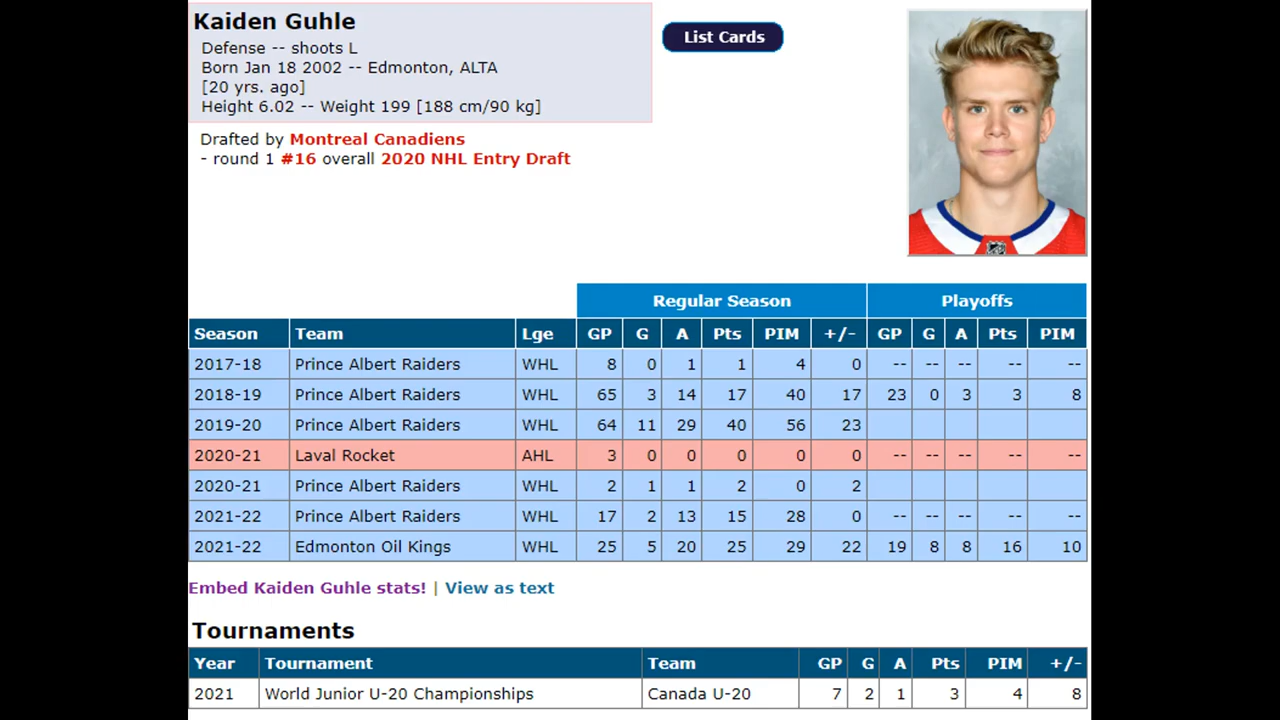 Kaiden Guhle
Defense -- shoots L
Born Jan 18 2002 -- Edmonton, ALTA
[20 yrs. ago]
Height 6.02 -- Weight 199 [188 cm/90 kg]
List Cards
Drafted by Montreal Canadiens
- round 1 #16 overall 2020 NHL Entry Draft
Regular Season Playoffs
Season Team Lge GP G A Pts PIM +/- GP G A Pts PIM
2017-18 Prince Albert Raiders WHL 8 0 1 1 4 0 -- -- -- -- --
2018-19 Prince Albert Raiders WHL 65 3 14 17 40 17 23 0 3 3 8
2019-20 Prince Albert Raiders WHL 64 11 29 40 56 23
2020-21 Laval Rocket AHL 3 0 0 0 0 0 -- -- -- -- --
2020-21 Prince Albert Raiders WHL 2 1 1 2 0 2
2021-22 Prince Albert Raiders WHL 17 2 13 15 28 0 -- -- -- -- --
2021-22 Edmonton Oil Kings WHL 25 5 20 25 29 22 19 8 8 16 10
Embed Kaiden Guhle stats! | View as text
Tournaments
Year Tournament Team GP G A Pts PIM +/-
2021 World Junior U-20 Championships Canada U-20 7 2 1 3 4 8